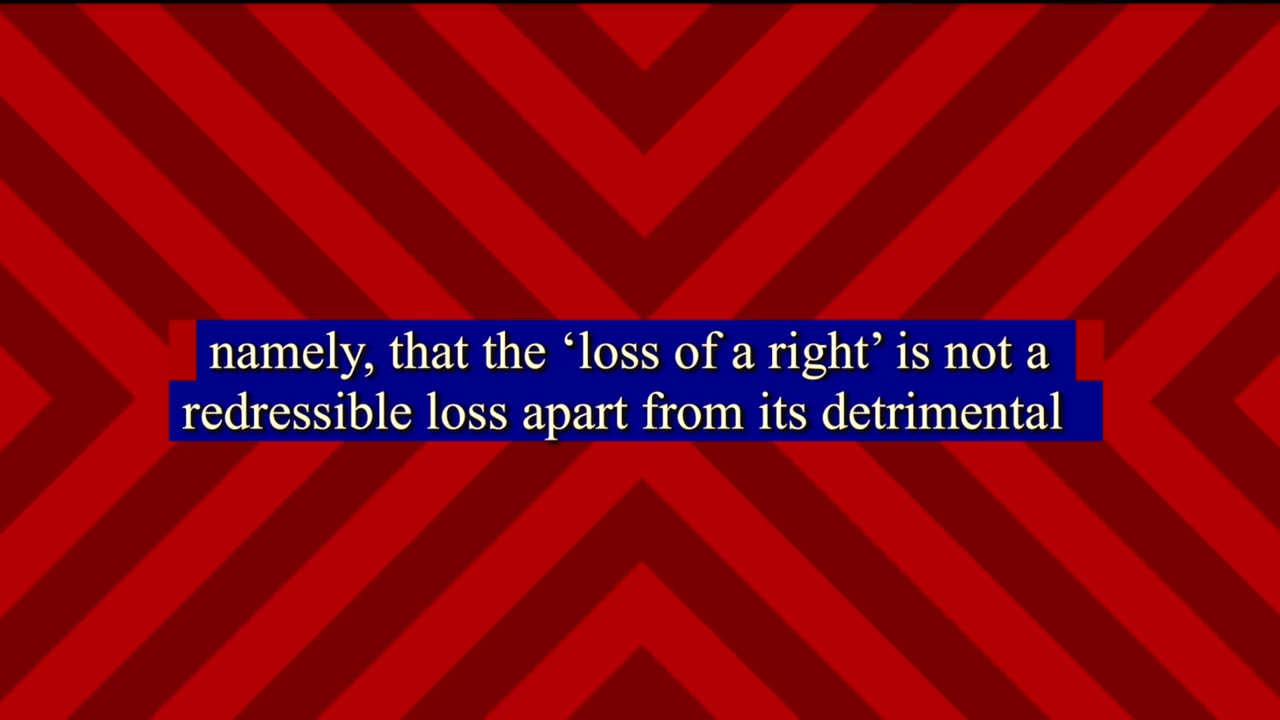 namely, that the ‘loss of a right’ is not a
redressible loss apart from its detrimental